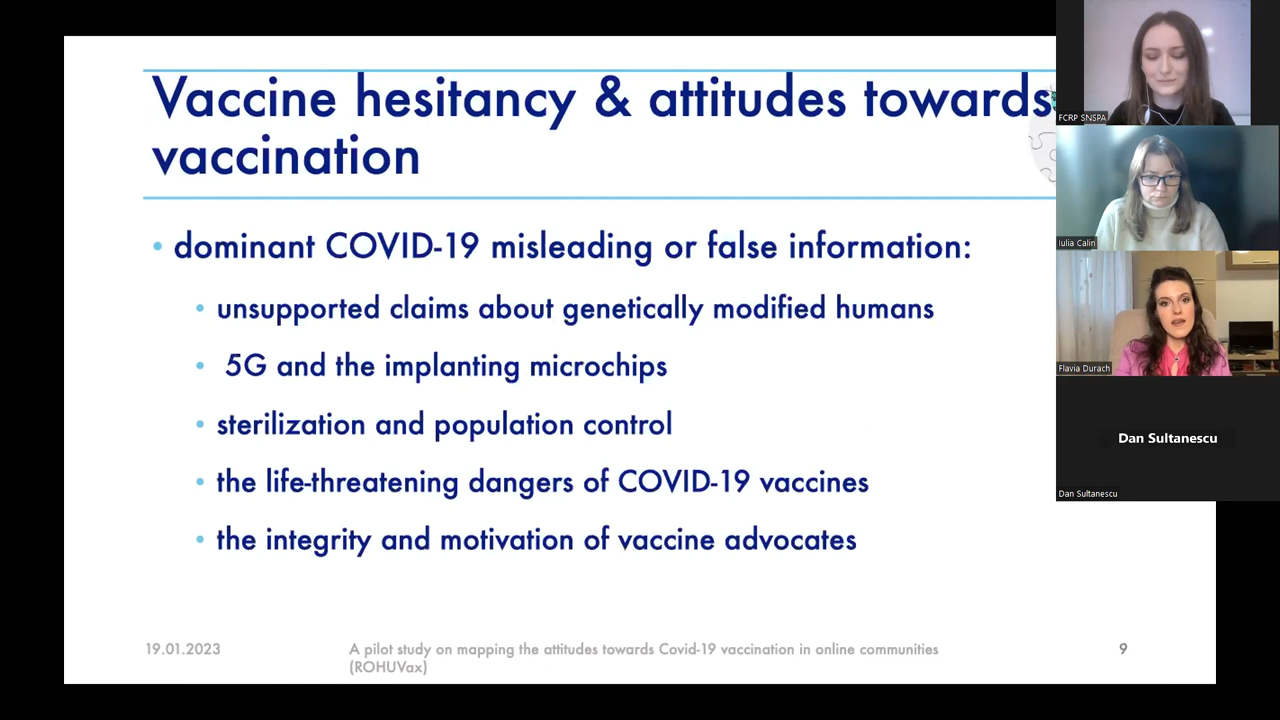 Vaccine hesitancy & attitudes towards
vaccination
• dominant COVID-19 misleading or false information:
• unsupported claims about genetically modified humans
• 5G and the implanting microchips
• sterilization and population control
• the life-threatening dangers of COVID-19 vaccines
• the integrity and motivation of vaccine advocates
19.01.2023
A pilot study on mapping the attitudes towards Covid-19 vaccination in online communities
(ROHUVax)
9
FCRP SNSPA
Iulia Calin
Flavia Durach
Dan Sultanescu
Dan Sultanescu